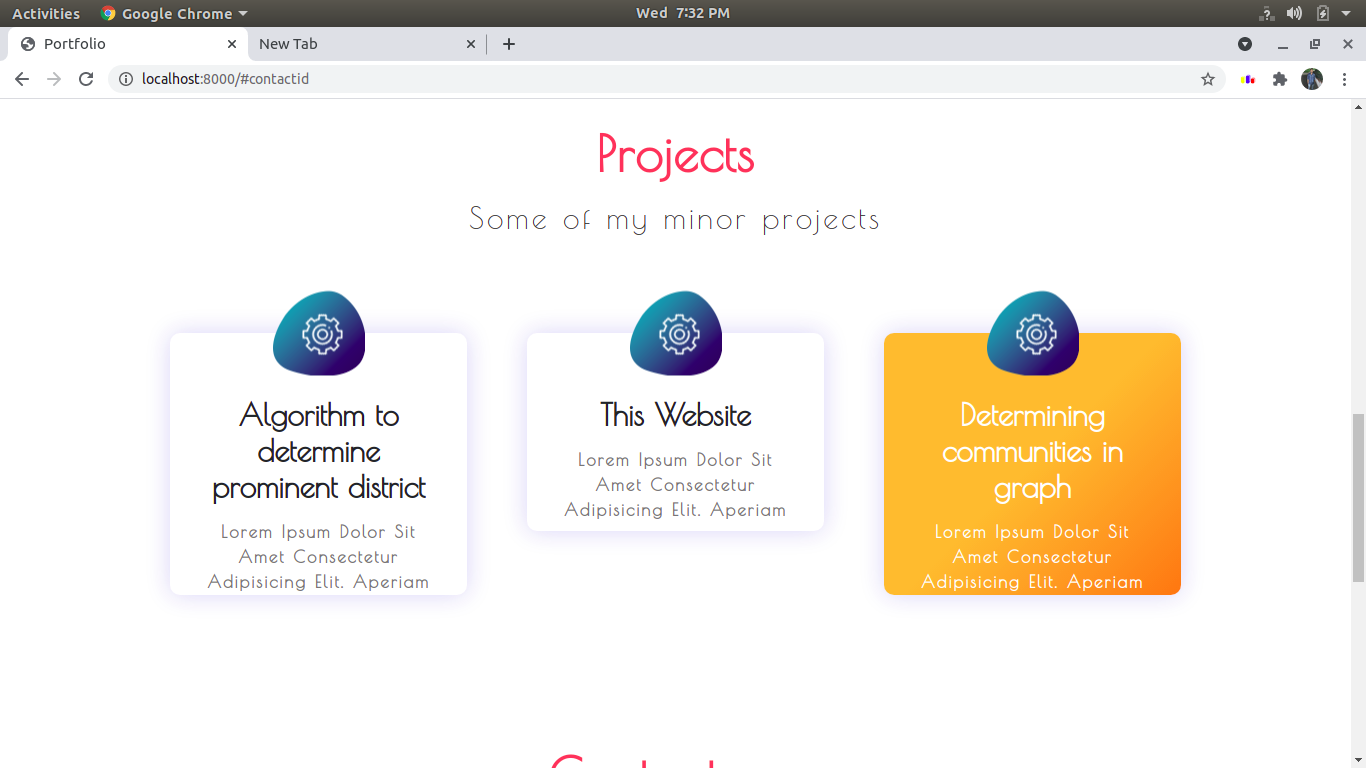 Activities Google Chrome Wed 7:32 PM
Portfolio New Tab
localhost:8000/#contactid
Projects
Some of my minor projects
Algorithm to
determine
prominent district
Lorem Ipsum Dolor Sit
Amet Consectetur
Adipisicing Elit. Aperiam
This Website
Lorem Ipsum Dolor Sit
Amet Consectetur
Adipisicing Elit. Aperiam
Determining
communities in
graph
Lorem Ipsum Dolor Sit
Amet Consectetur
Adipisicing Elit. Aperiam